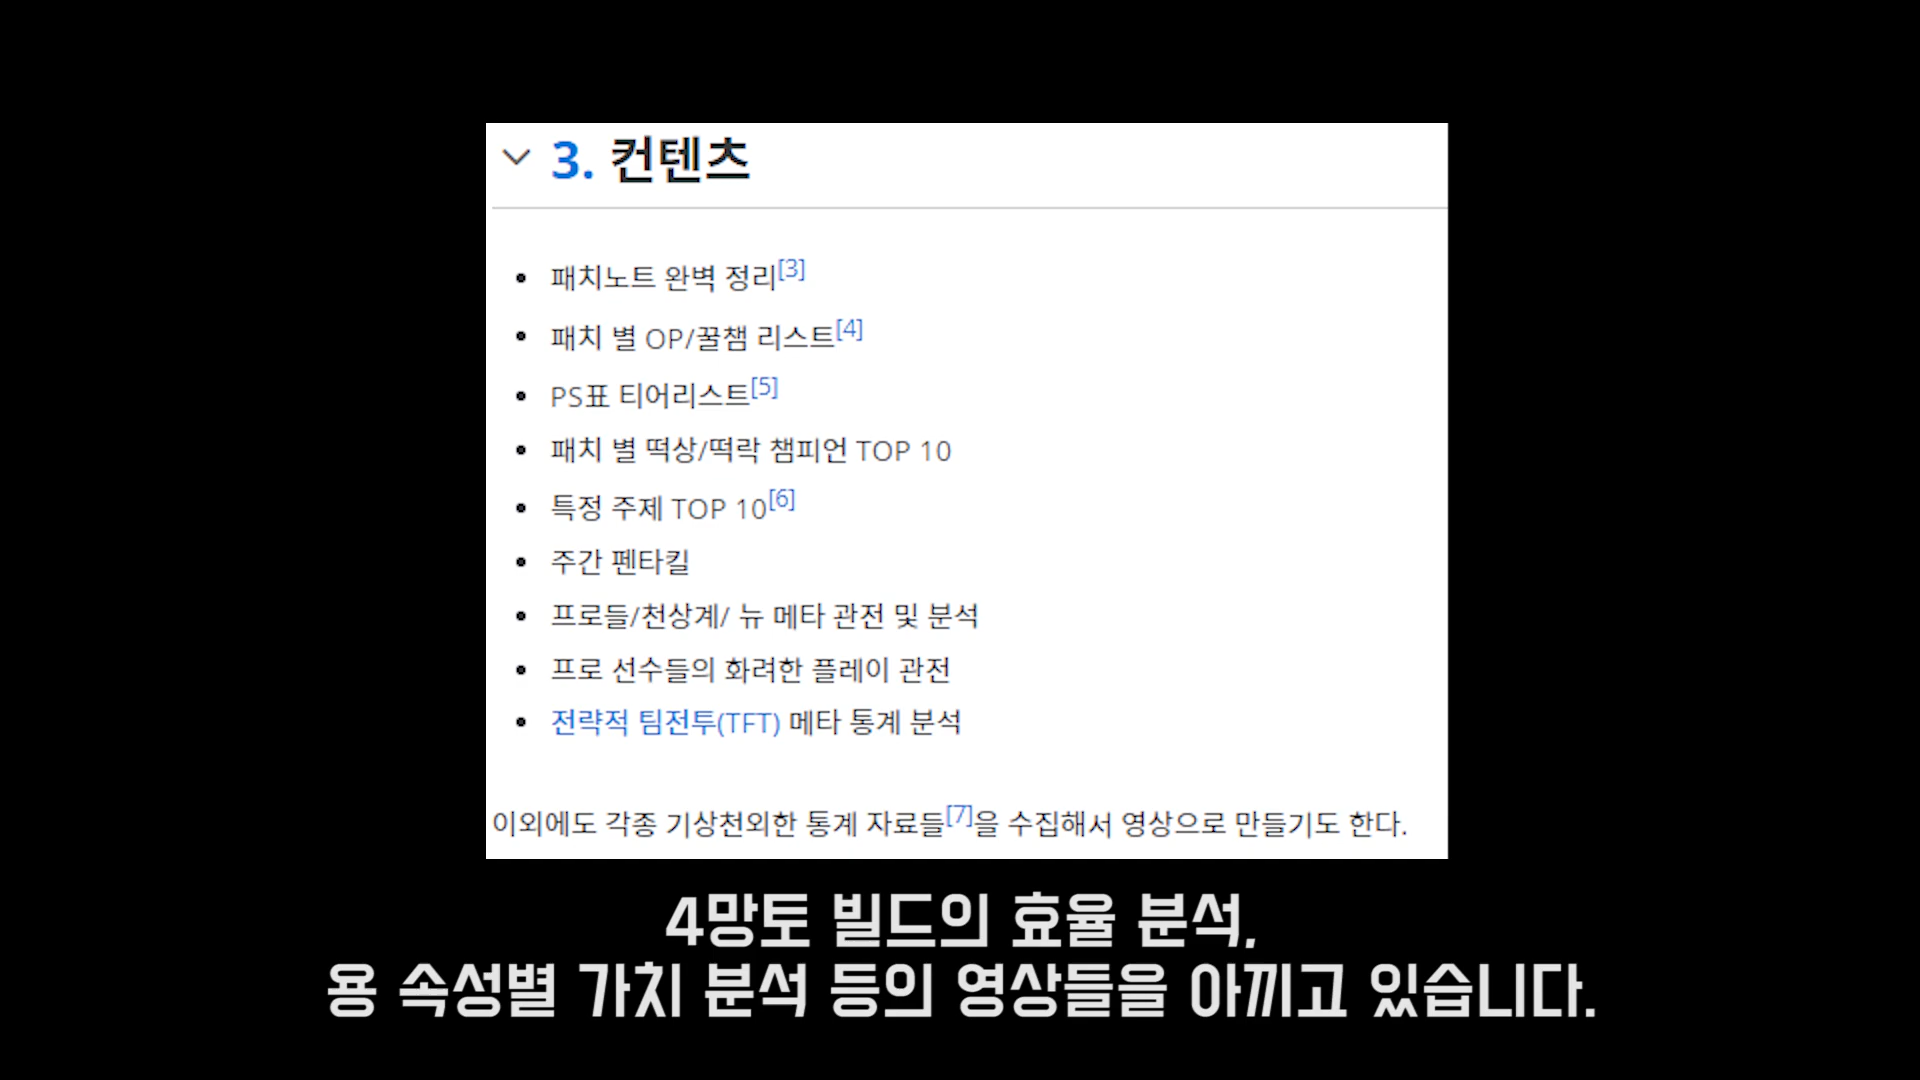 3. 컨텐츠
패치노트 완벽 정리[3]
패치 별 OP/꿀챔 리스트[4]
PS표 티어리스트[5]
패치 별 떡상/떡락 챔피언 TOP 10
특정 주제 TOP 10[6]
주간 펜타킬
프로들/천상계/ 뉴 메타 관전 및 분석
프로 선수들의 화려한 플레이 관전
전략적 팀전투(TFT) 메타 통계 분석
이외에도 각종 기상천외한 통계 자료들[7]을 수집해서 영상으로 만들기도 한다.
4망토 빌드의 효율 분석,
용 속성별 가치 분석 등의 영상들을 아끼고 있습니다.